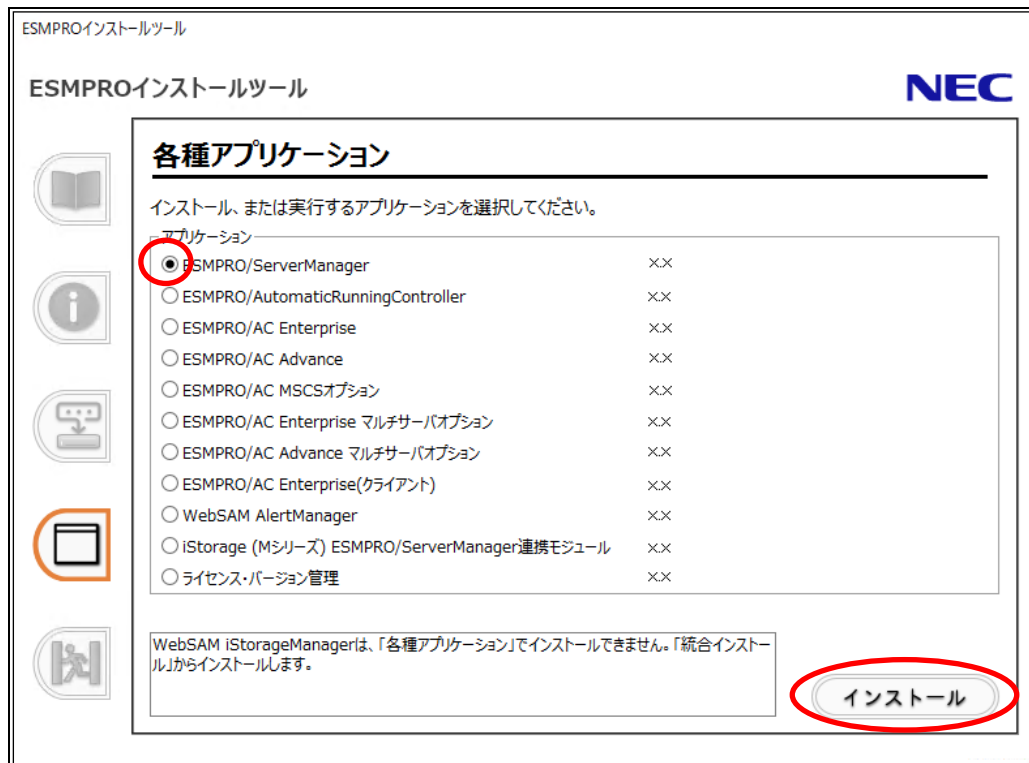 ESMPROインストールツール
ESMPROインストールツール
NEC
各種アプリケーション
インストール、または実行するアプリケーションを選択してください。
アプリケーション
ESMPRO/ServerManager X.X
ESMPRO/AutomaticRunningController X.X
ESMPRO/AC Enterprise X.X
ESMPRO/AC Advance X.X
ESMPRO/AC MSCSオプション X.X
ESMPRO/AC Enterprise マルチサーバオプション X.X
ESMPRO/AC Advance マルチサーバオプション X.X
ESMPRO/AC Enterprise(クライアント) X.X
WebSAM AlertManager X.X
iStorage (Mシリーズ) ESMPRO/ServerManager連携モジュール X.X
ライセンス・バージョン管理 X.X
WebSAM iStorageManagerは、「各種アプリケーション」でインストールできません。「統合インストー
ル」からインストールします。
インストール